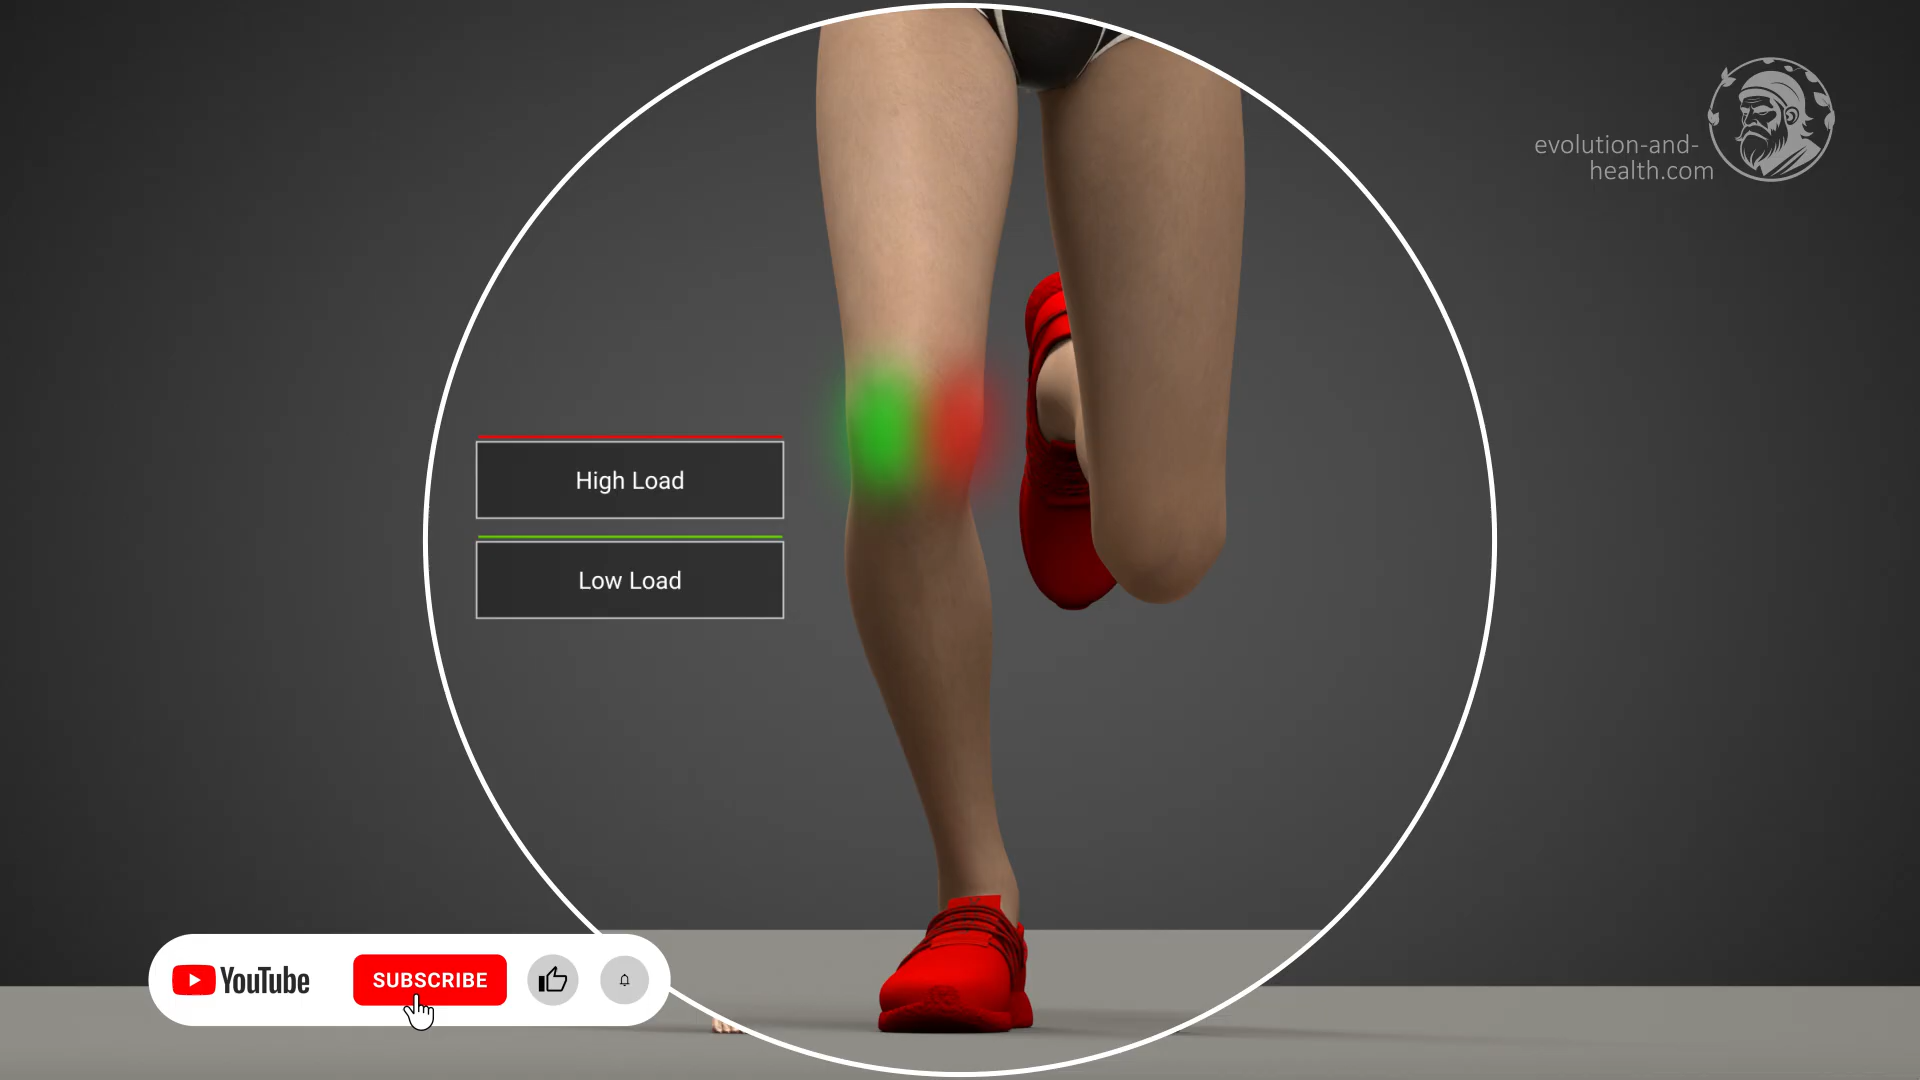 evolution-and-
health.com
High Load
Low Load
YouTube
SUBSCRIBE